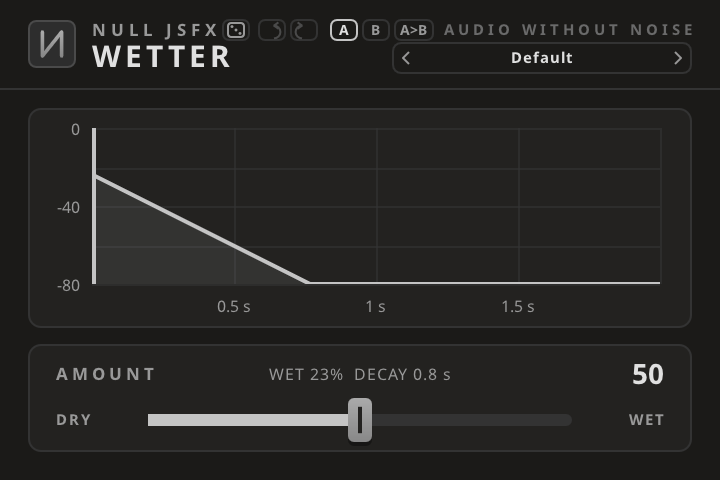 NULL JSFX
A
B
A>B
AUDIO WITHOUT NOISE
WETTER
Default
0
-40
-80
0.5 s
1 s
1.5 s
AMOUNT
WET 23% DECAY 0.8 s
50
DRY
WET